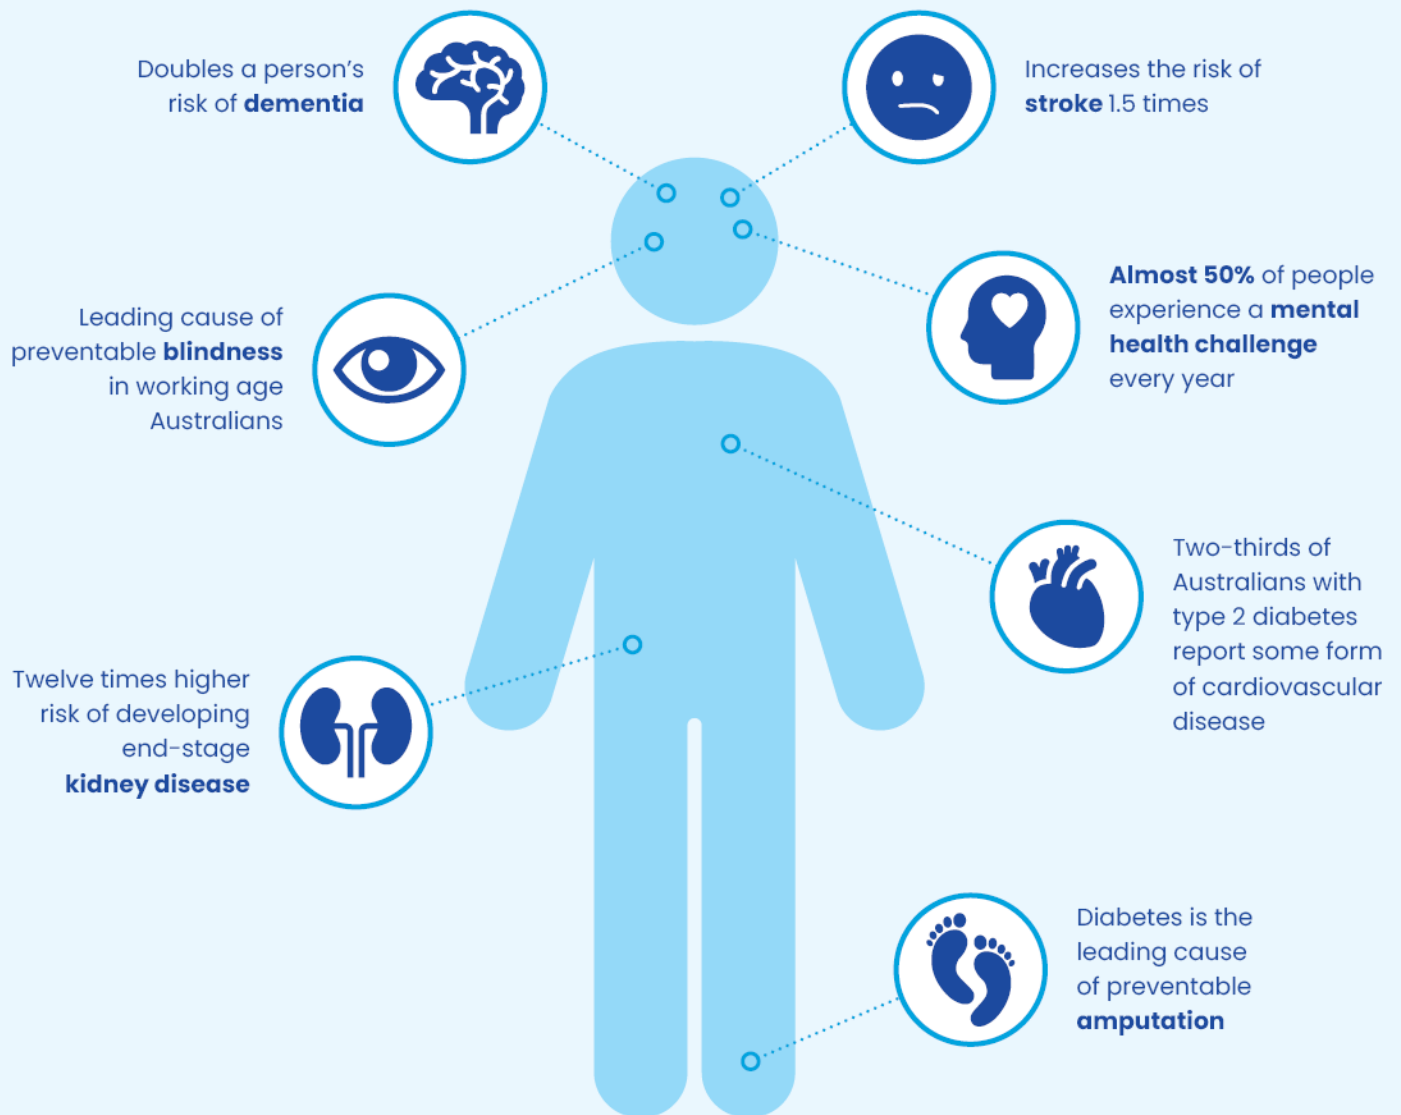 Doubles a person's
risk of dementia
Increases the risk of
stroke 1.5 times
Leading cause of
preventable blindness
in working age
Australians
Almost 50% of people
experience a mental
health challenge
every year
Two-thirds of
Australians with
type 2 diabetes
report some form
of cardiovascular
disease
Twelve times higher
risk of developing
end-stage
kidney disease
Diabetes is the
leading cause
of preventable
amputation